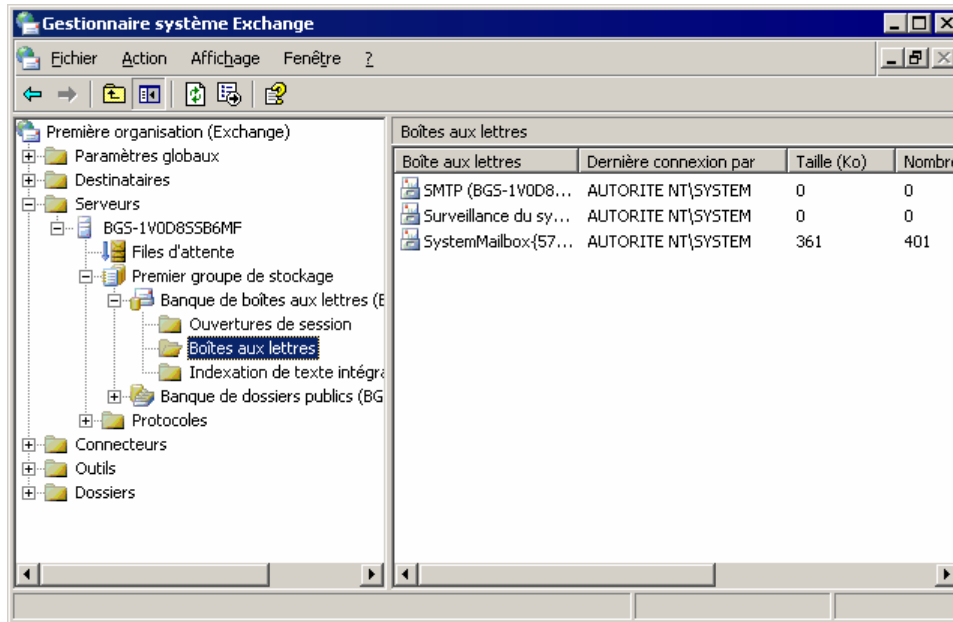 Gestionnaire système Exchange
Fichier Action Affichage Fenêtre ?
Première organisation (Exchange)
Paramètres globaux
Destinataires
Serveurs
BGS-1V0D8SSB6MF
Files d'attente
Premier groupe de stockage
Banque de boîtes aux lettres (B
Ouvertures de session
Boîtes aux lettres
Indexation de texte intégra
Banque de dossiers publics (BG
Protocoles
Connecteurs
Outils
Dossiers
Boîtes aux lettres
Boîte aux lettres Dernière connexion par Taille (Ko) Nombre
SMTP (BGS-1V0D8... AUTORITE NT\SYSTEM 0 0
Surveillance du sy... AUTORITE NT\SYSTEM 0 0
SystemMailbox{57... AUTORITE NT\SYSTEM 361 401